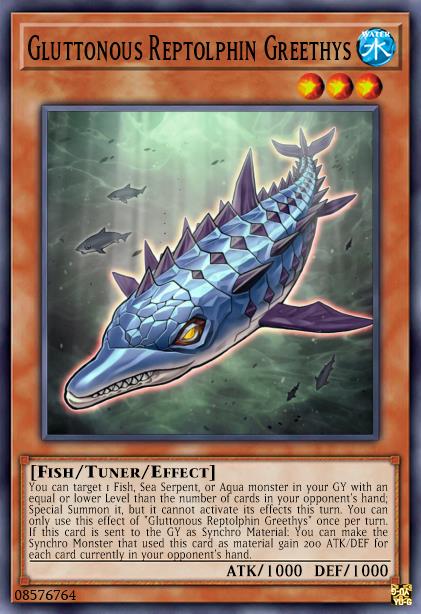 Gluttonous Reptolphin Greethys
WATER
水
[Fish/Tuner/Effect]
You can target 1 Fish, Sea Serpent, or Aqua monster in your GY with an
equal or lower Level than the number of cards in your opponent's hand;
Special Summon it, but it cannot activate its effects this turn. You can
only use this effect of "Gluttonous Reptolphin Greethys" once per turn.
If this card is sent to the GY as Synchro Material: You can make the
Synchro Monster that used this card as material gain 200 ATK/DEF for
each card currently in your opponent's hand.
ATK/1000 DEF/1000
08576764